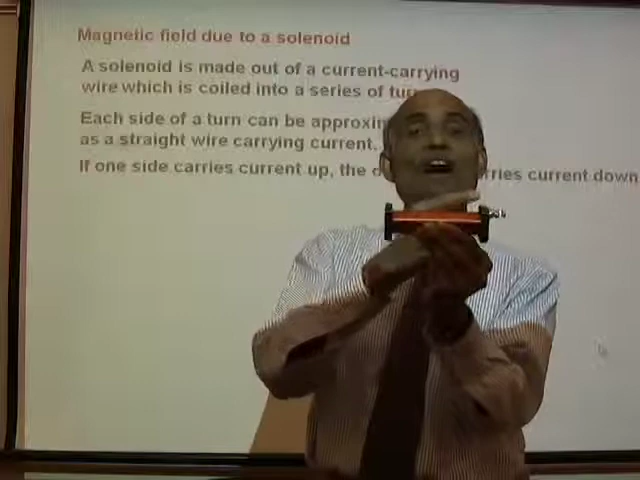 Magnetic field due to a solenoid
A solenoid is made out of a current-carrying
wire which is coiled into a series of
Each side of a turn can be
as a straight wire carrying current.
If one side carries current up, the current down